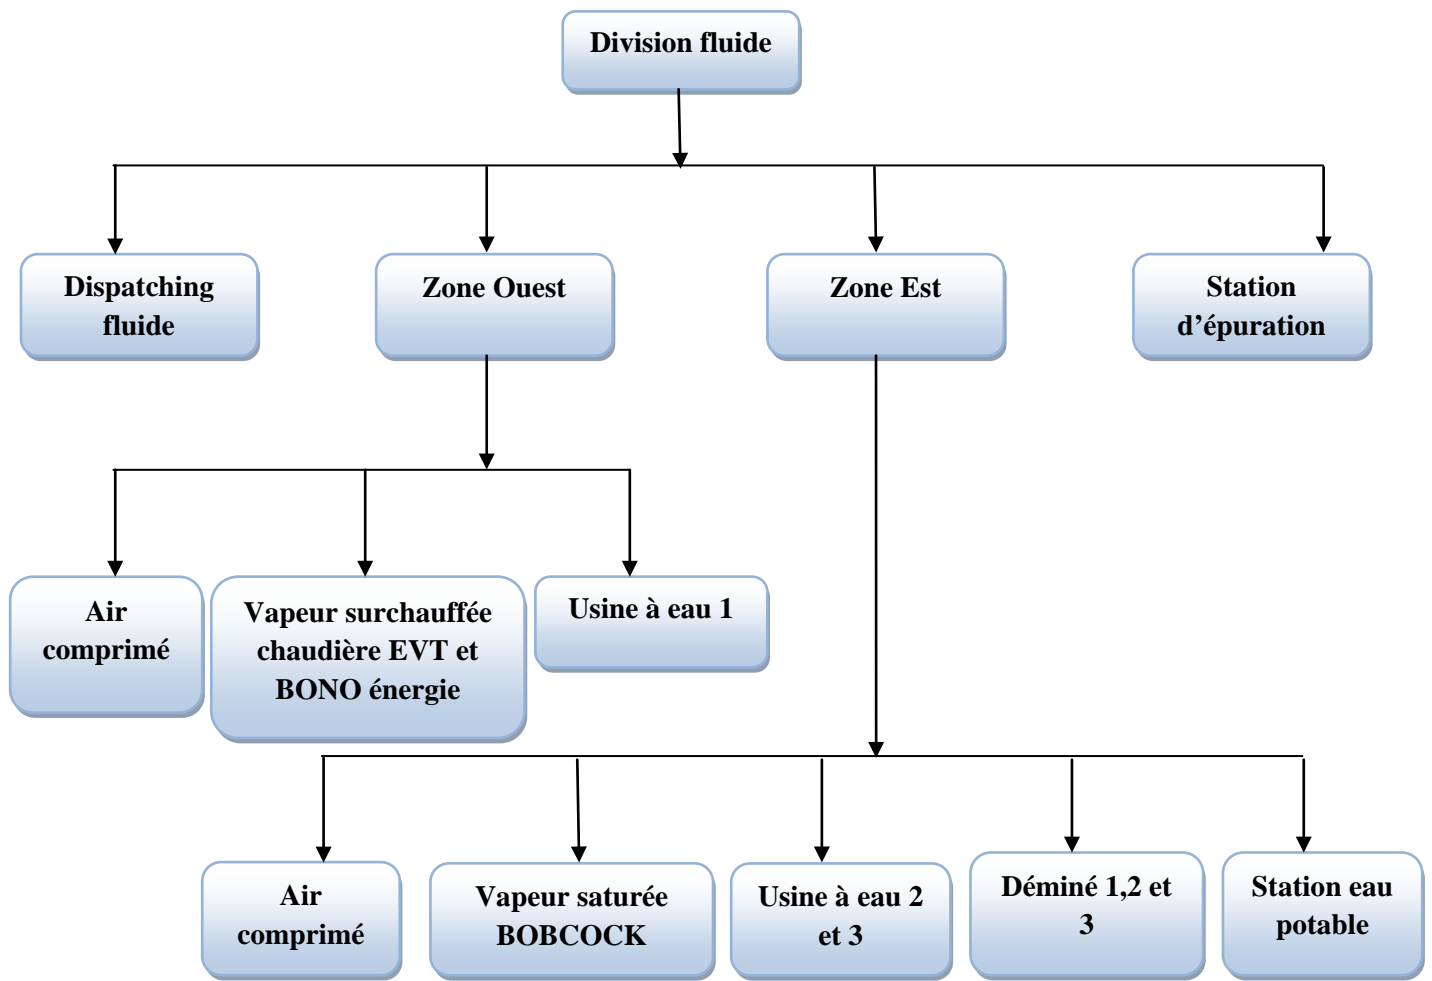 Division fluide
Dispatching
fluide
Zone Ouest
Zone Est
Station
d’épuration
Air
comprimé
Vapeur surchauffée
chaudière EVT et
BONO énergie
Usine à eau 1
Air
comprimé
Vapeur saturée
BOBCOCK
Usine à eau 2
et 3
Déminé 1,2 et
3
Station eau
potable